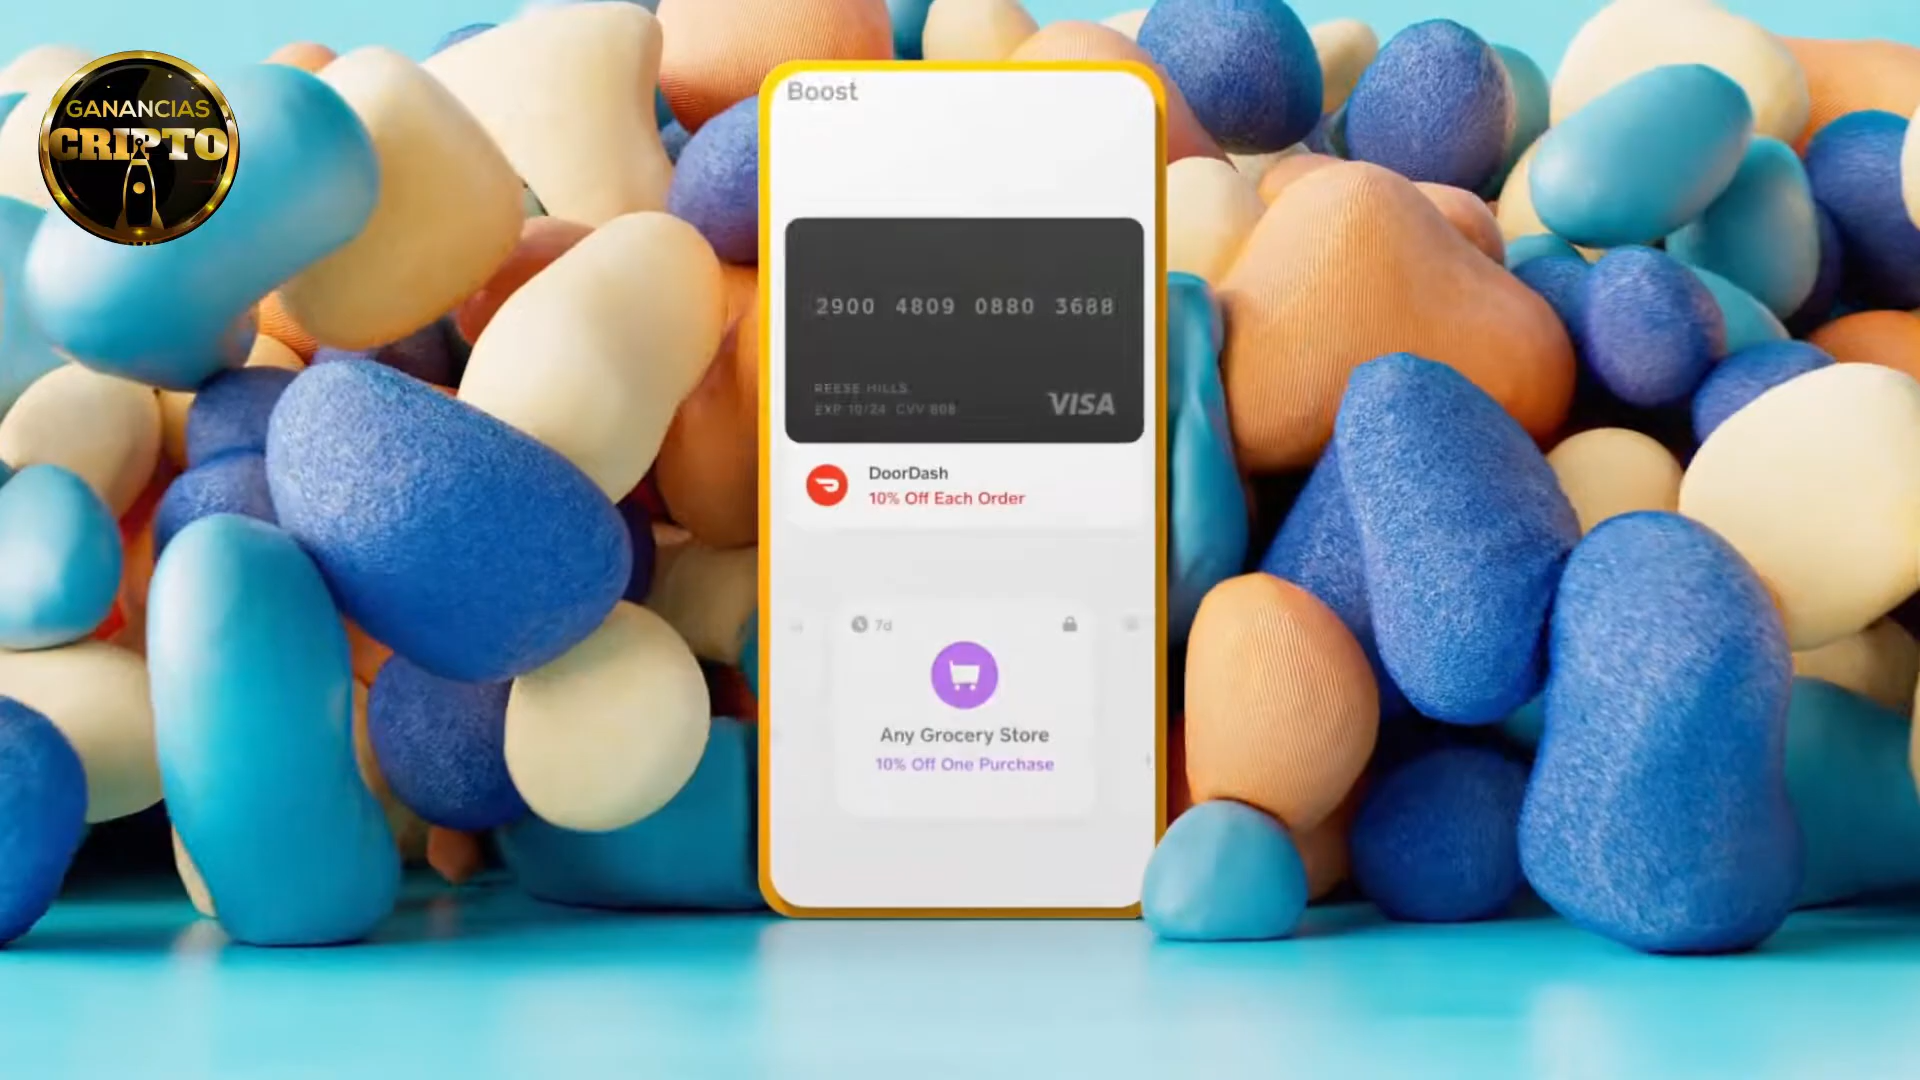 GANANCIAS
CRIPTO
Boost
2900 4809 0880 3688
REESE HILLS
EXP 10/24 CVV 808
VISA
DoorDash
10% Off Each Order
7d
Any Grocery Store
10% Off One Purchase